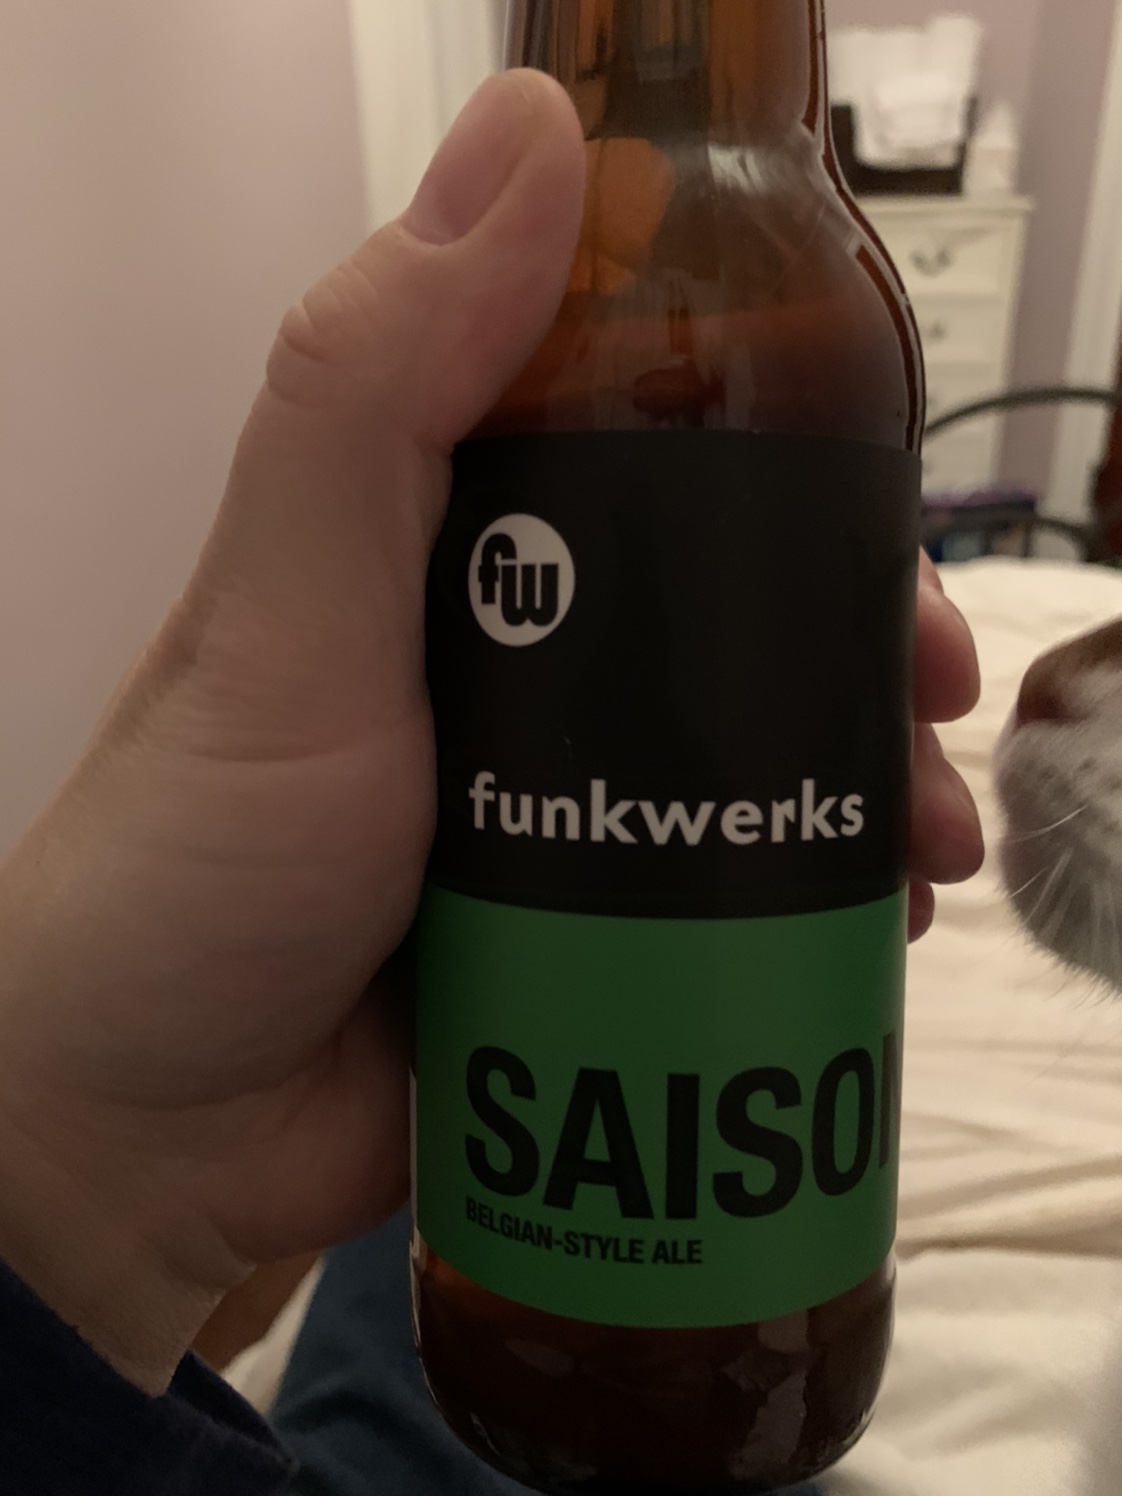 fw
funkwerks
SAISO
BELGIAN-STYLE ALE